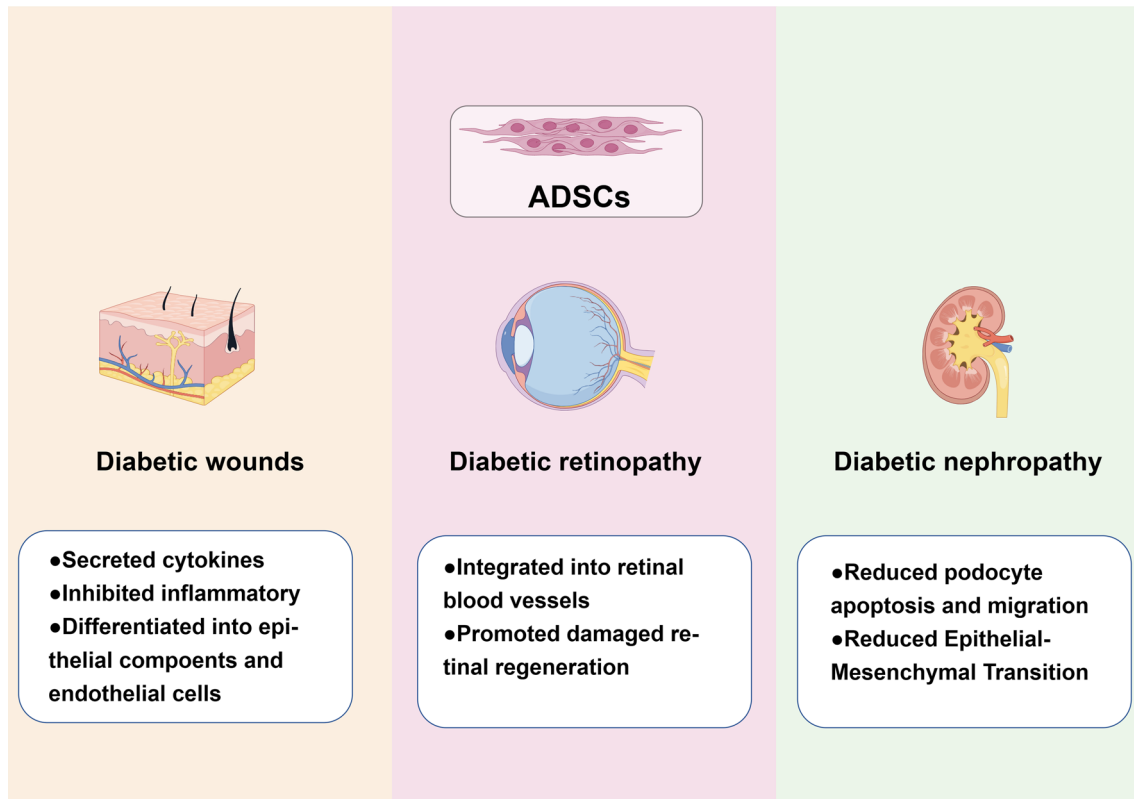 ADSCs
Diabetic wounds
Diabetic retinopathy
Diabetic nephropathy
●Secreted cytokines
●Inhibited inflammatory
●Differentiated into epi-
thelial compoents and
endothelial cells
●Integrated into retinal
blood vessels
●Promoted damaged re-
tinal regeneration
●Reduced podocyte
apoptosis and migration
●Reduced Epithelial-
Mesenchymal Transition